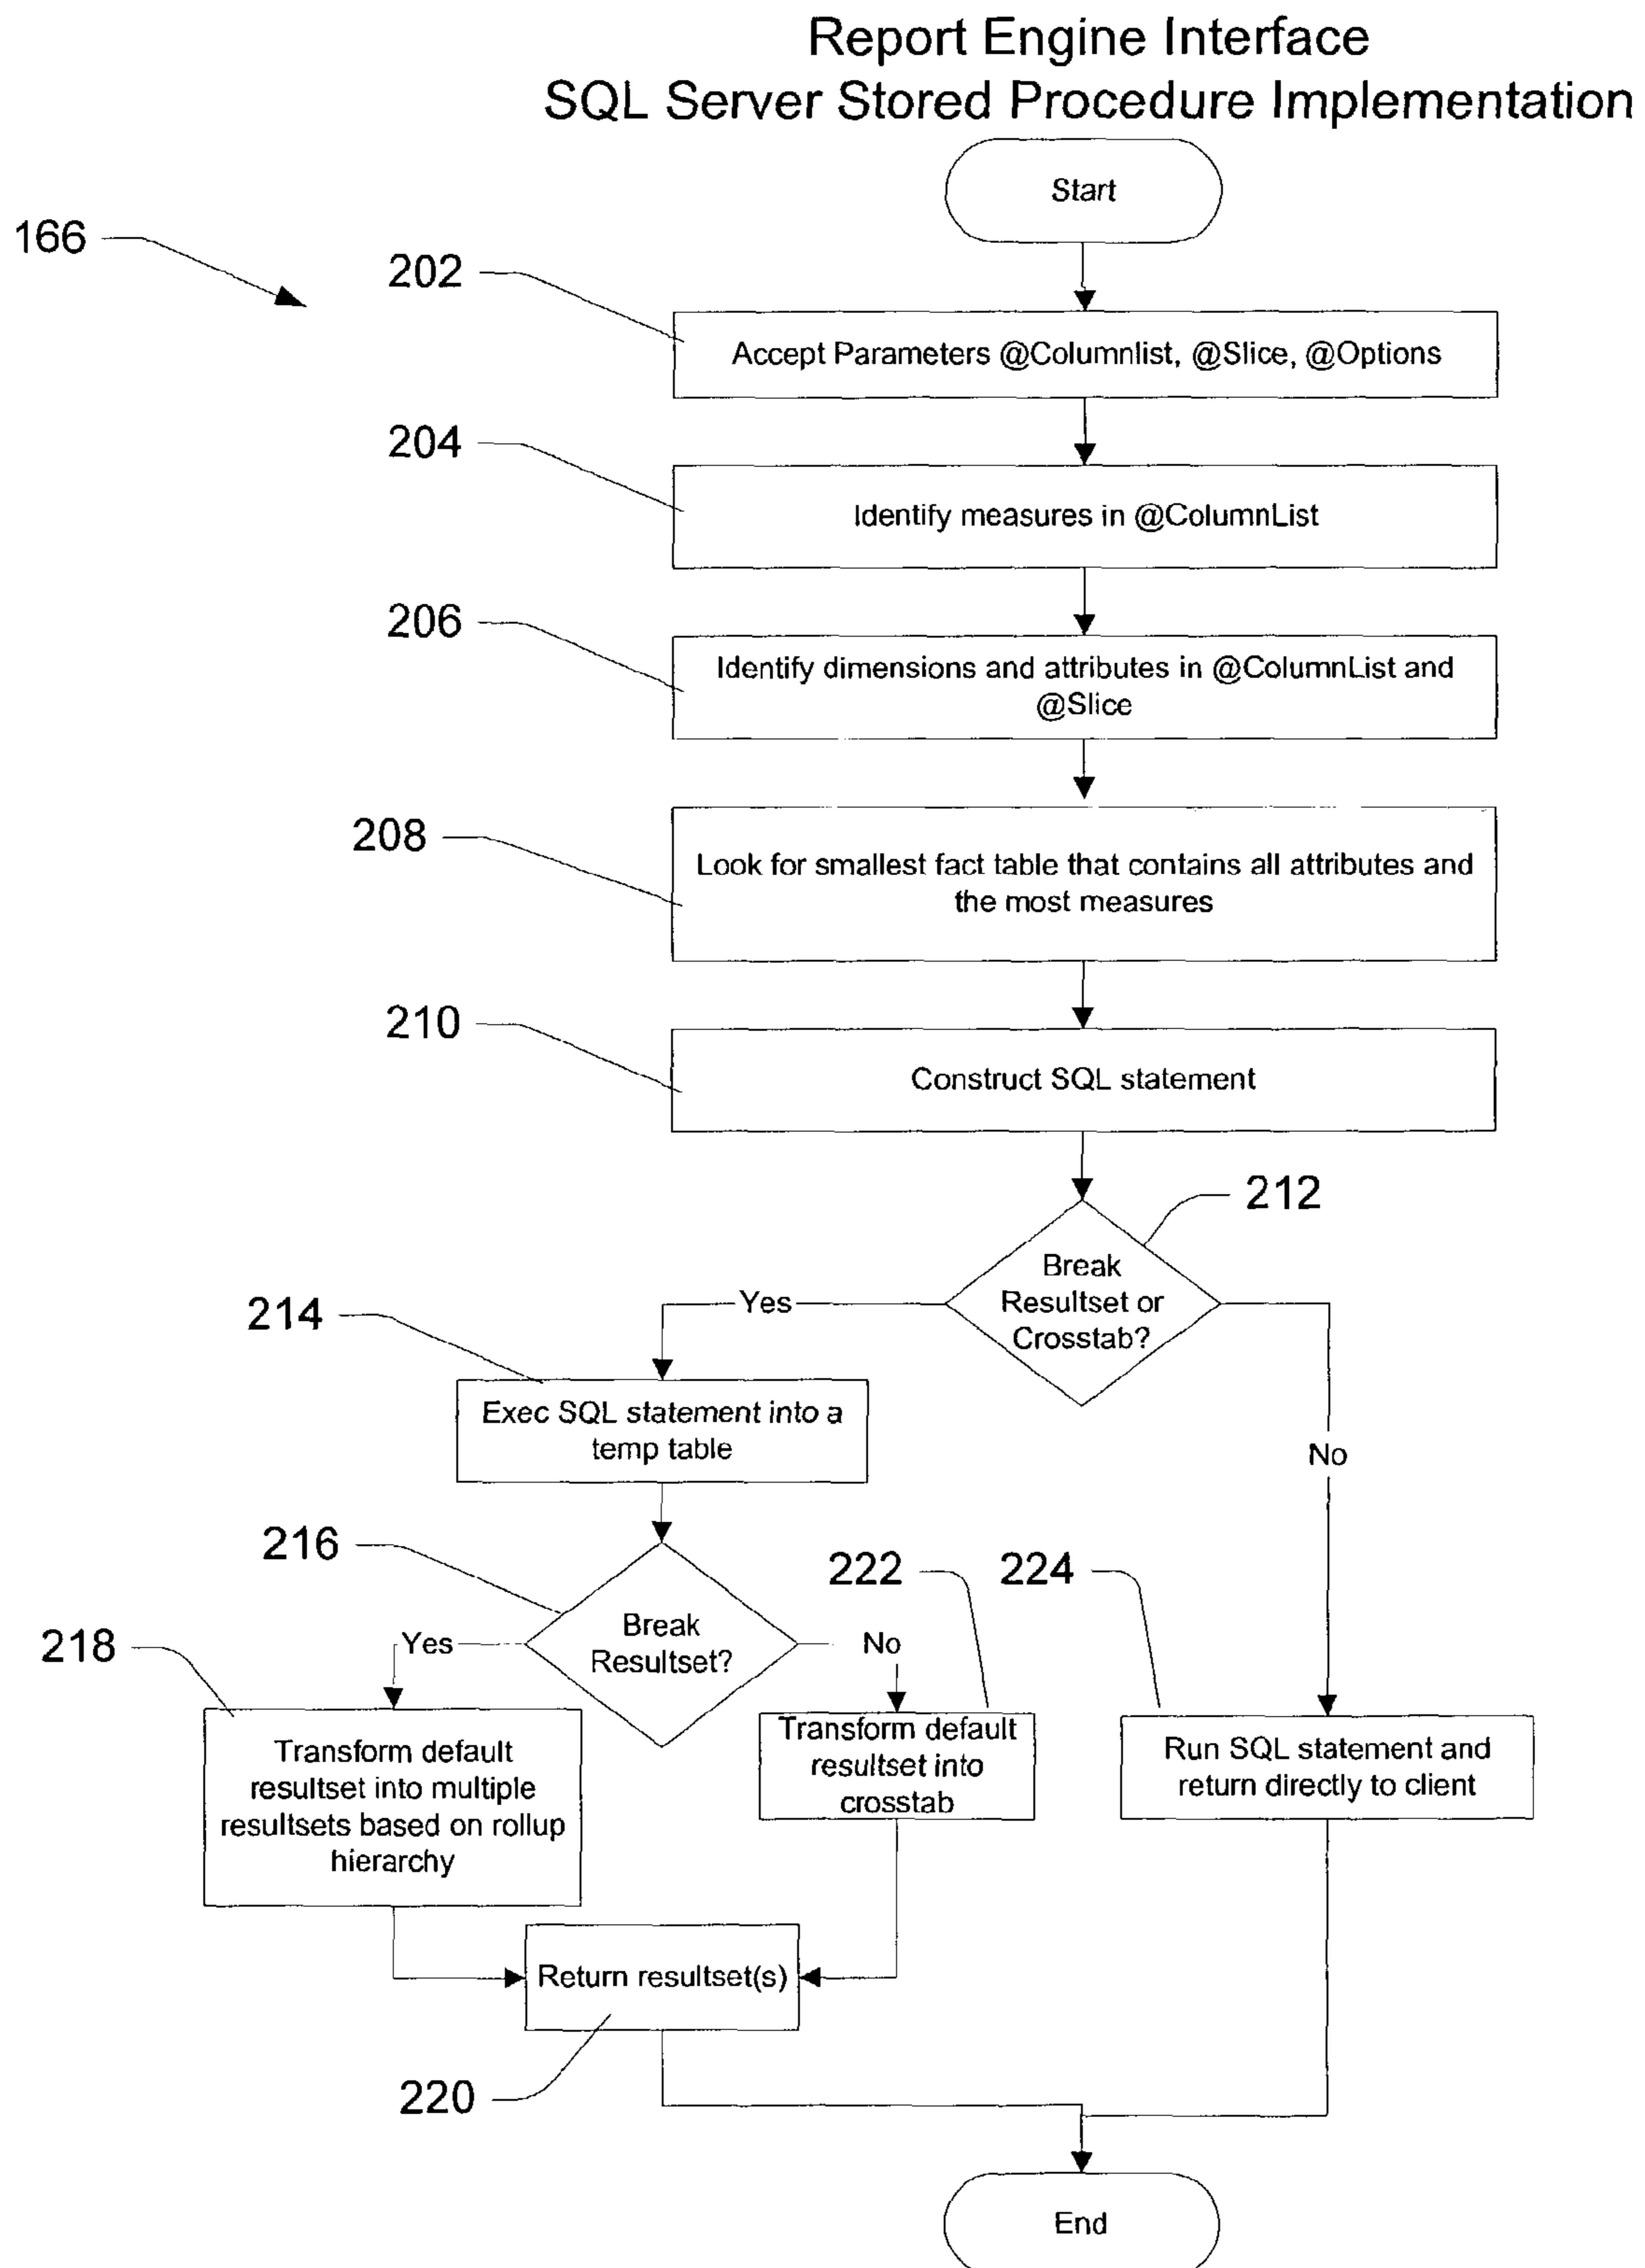 Report Engine Interface
SQL Server Stored Procedure Implementation
Start
166
202
Accept Parameters @Columnlist, @Slice, @Options
204
Identify measures in @ColumnList
206
Identify dimensions and attributes in @ColumnList and
@Slice
208
Look for smallest fact table that contains all attributes and
the most measures
210
Construct SQL statement
212
Break
Resultset or
Crosstab?
Yes
No
214
Exec SQL statement into a
temp table
216
Break
Resultset?
Yes
No
218
Transform default
resultset into multiple
resultsets based on rollup
hierarchy
222
Transform default
resultset into
crosstab
224
Run SQL statement and
return directly to client
Return resultset(s)
220
End